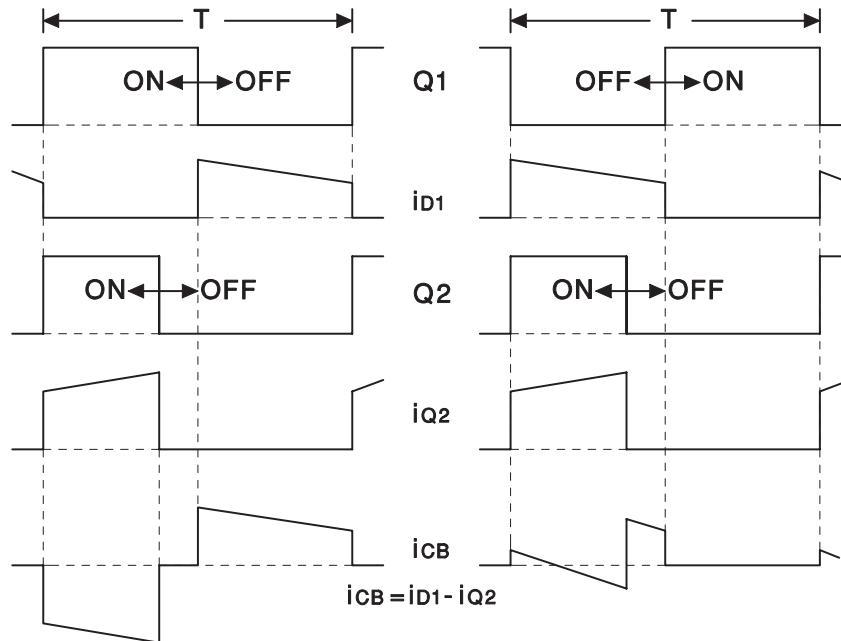 T T
ON OFF Q1 OFF ON
iD1
ON OFF Q2 ON OFF
iQ2
iCB
iCB = iD1 - iQ2